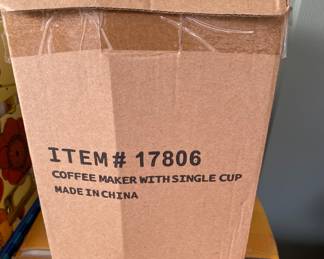 ITEM# 17806
COFFEE MAKER WITH SINGLE CUP
MADE IN CHINA